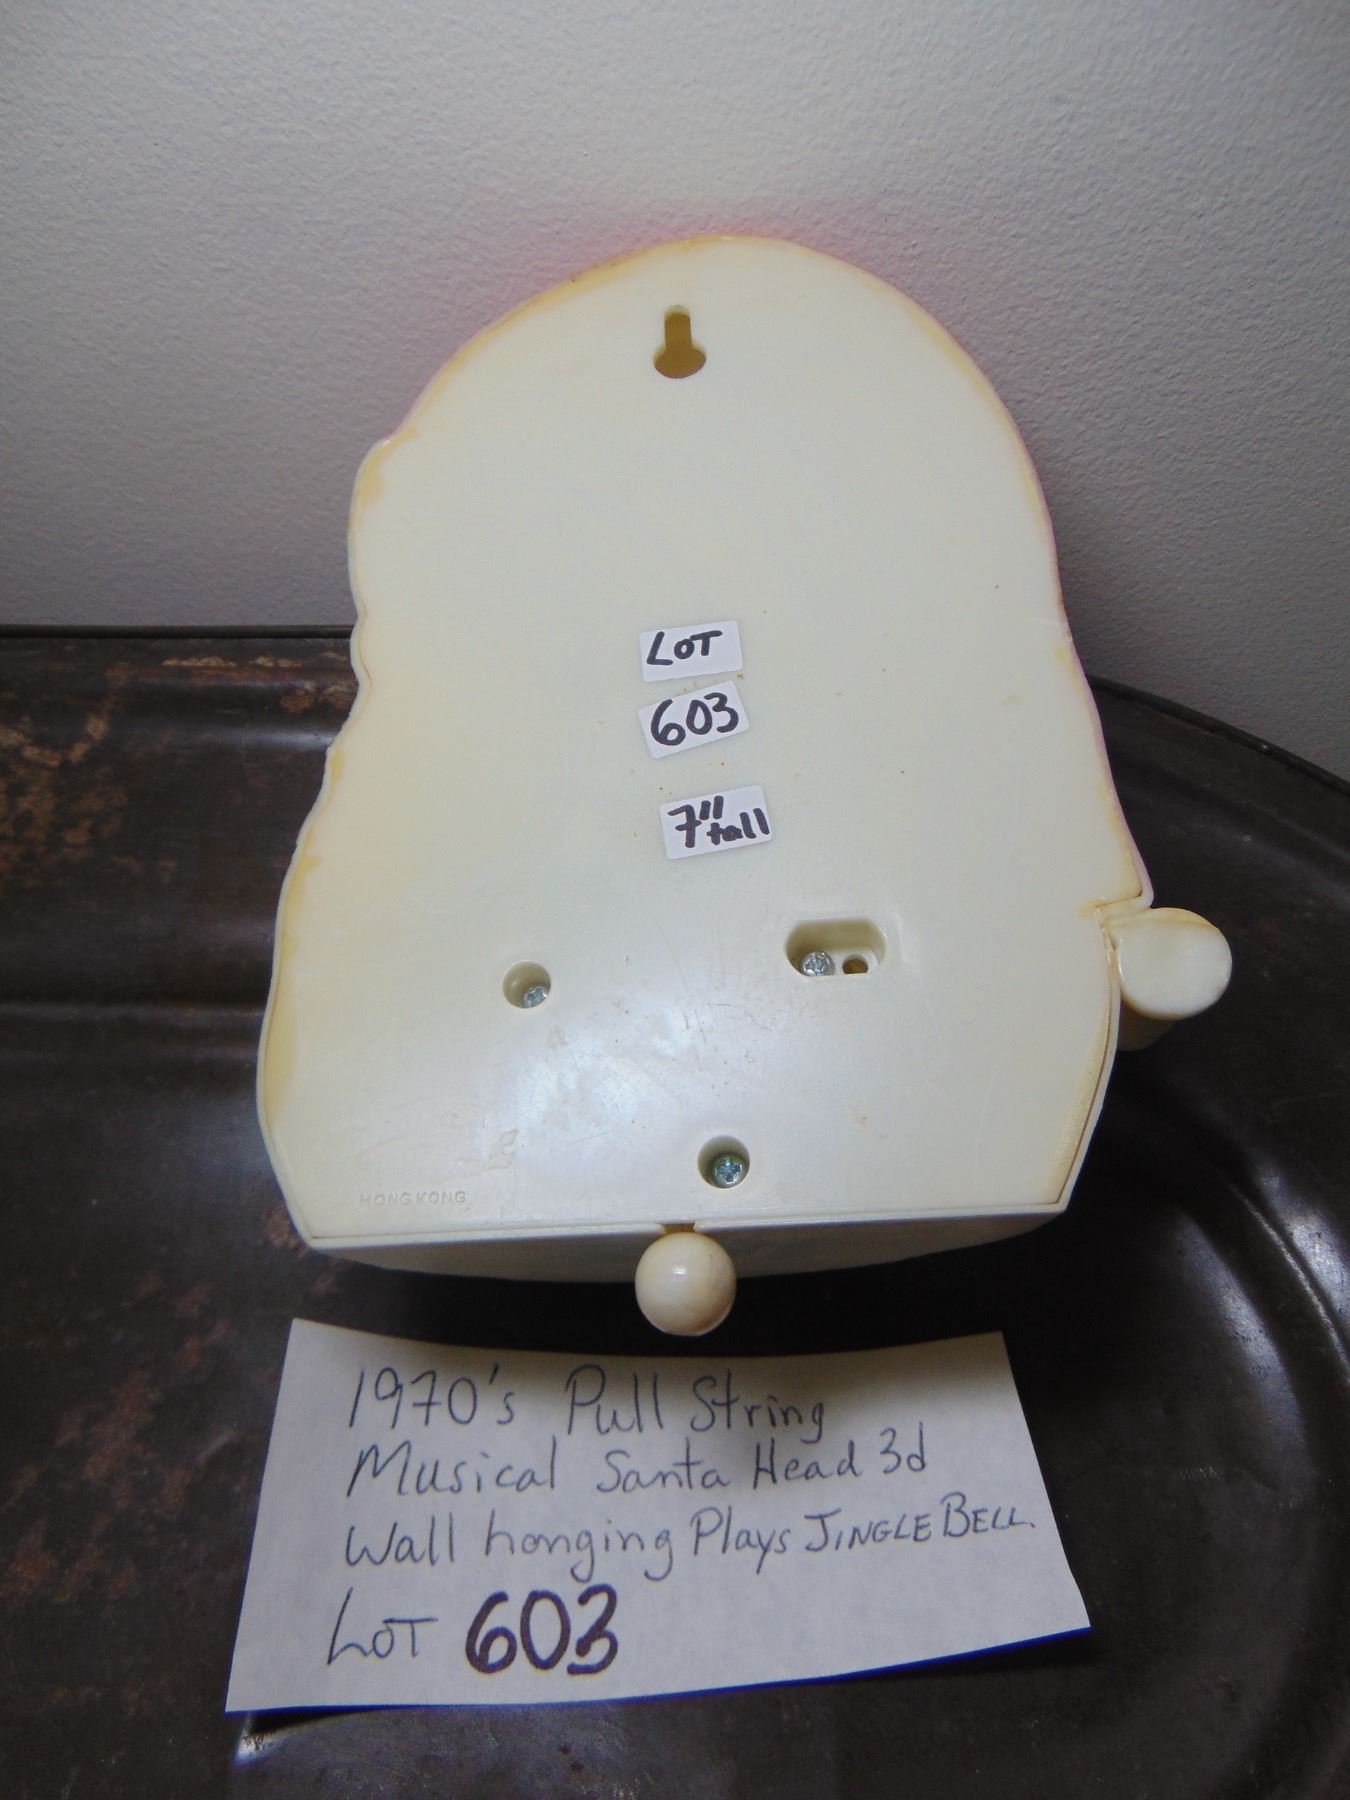 LOT
603
7" tall
HONG KONG
1970's Pull String
Musical Santa Head 3d
Wall honging Plays JINGLE BELL.
LOT 603